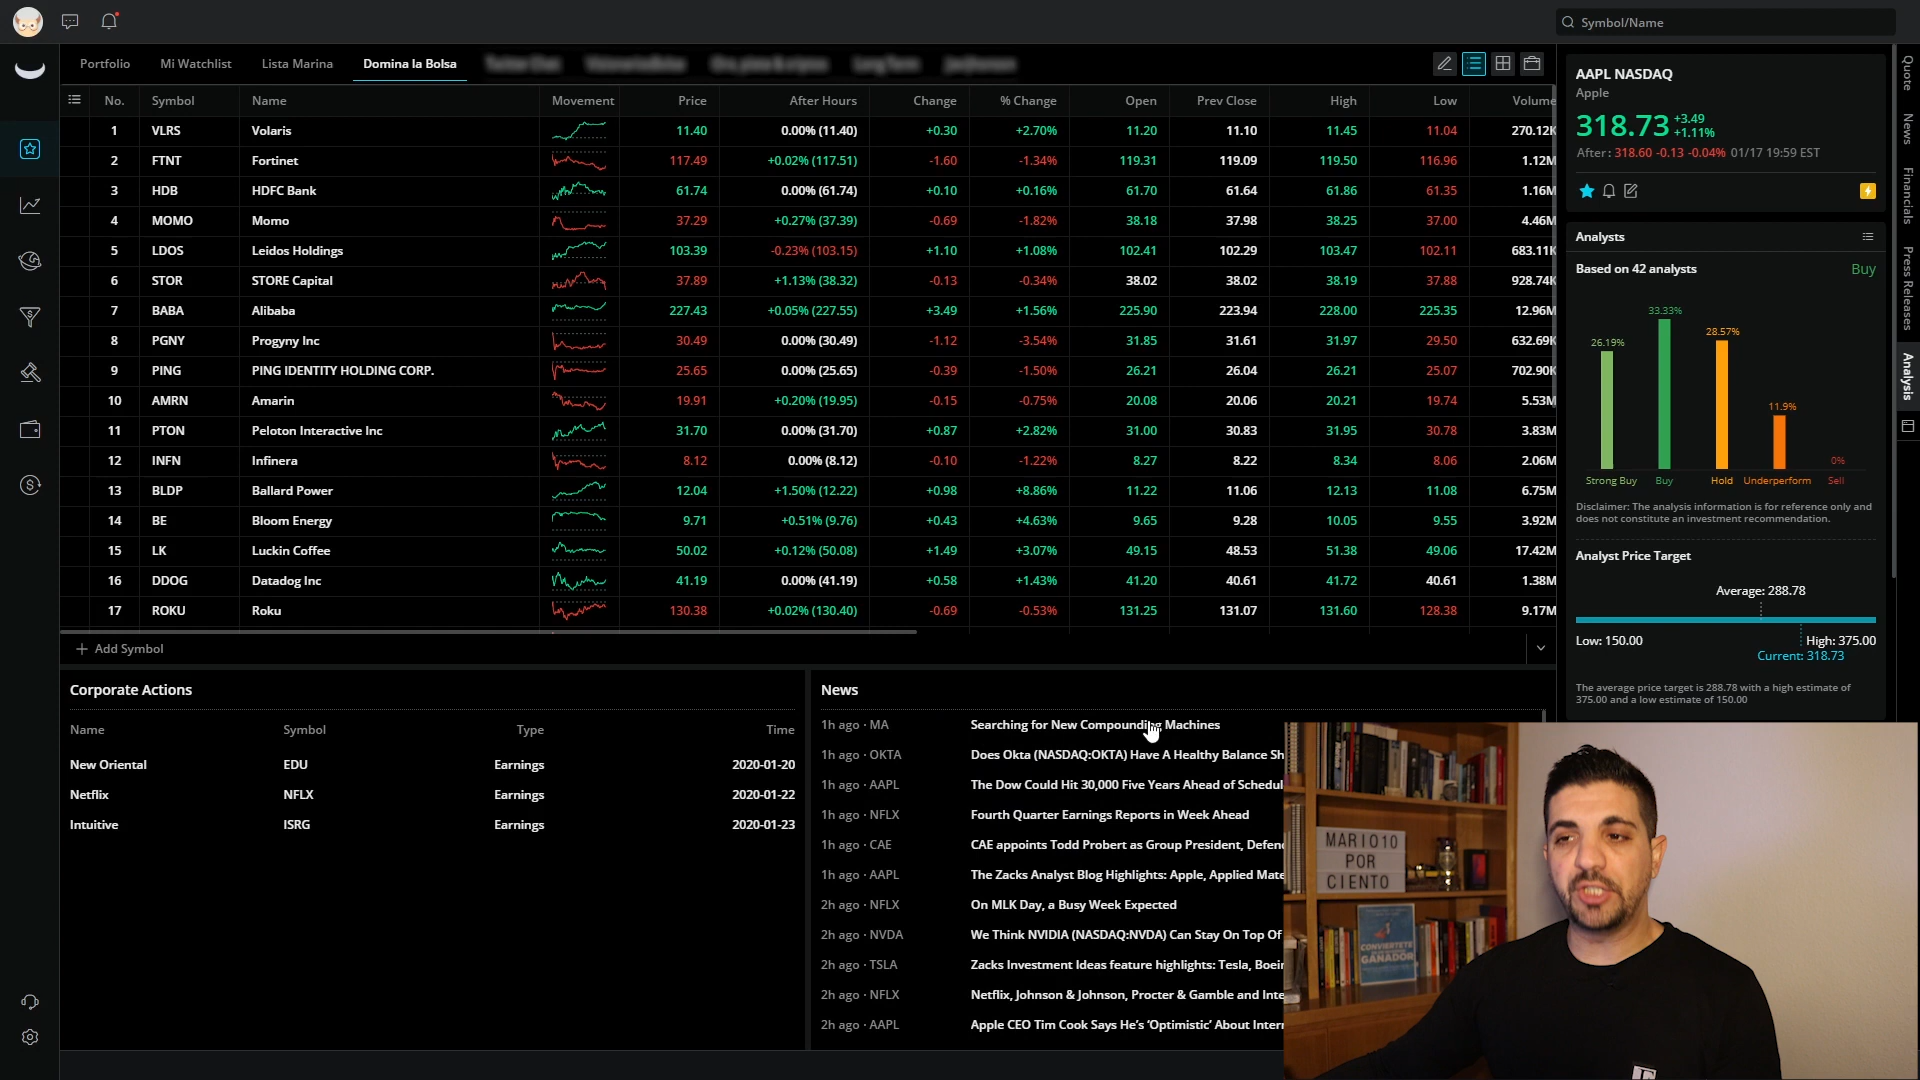 Symbol/Name
Portfolio Mi Watchlist Lista Marina Domina la Bolsa
No. Symbol Name Movement Price After Hours Change % Change Open Prev Close High Low Volume
1 VLRS Volaris 11.40 0.00% (11.40) +0.30 +2.70% 11.20 11.10 11.45 11.04 270.12K
2 FTNT Fortinet 117.49 +0.02% (117.51) -1.60 -1.34% 119.31 119.09 119.50 116.96 1.12M
3 HDB HDFC Bank 61.74 0.00% (61.74) +0.10 +0.16% 61.70 61.64 61.86 61.35 1.16M
4 MOMO Momo 37.29 +0.27% (37.39) -0.69 -1.82% 38.18 37.98 38.25 37.00 4.46M
5 LDOS Leidos Holdings 103.39 -0.23% (103.15) +1.10 +1.08% 102.41 102.29 103.47 102.11 683.11K
6 STOR STORE Capital 37.89 +1.13% (38.32) -0.13 -0.34% 38.02 38.02 38.19 37.88 928.74K
7 BABA Alibaba 227.43 +0.05% (227.55) +3.49 +1.56% 225.90 223.94 228.00 225.35 12.96M
8 PGNY Progyny Inc 30.49 0.00% (30.49) -1.12 -3.54% 31.85 31.61 31.97 29.50 632.69K
9 PING PING IDENTITY HOLDING CORP. 25.65 0.00% (25.65) -0.39 -1.50% 26.21 26.04 26.21 25.07 702.90K
10 AMRN Amarin 19.91 +0.20% (19.95) -0.15 -0.75% 20.08 20.06 20.21 19.74 5.53M
11 PTON Peloton Interactive Inc 31.70 0.00% (31.70) +0.87 +2.82% 31.00 30.83 31.95 30.78 3.83M
12 INFN Infinera 8.12 0.00% (8.12) -0.10 -1.22% 8.27 8.22 8.34 8.06 2.06M
13 BLDP Ballard Power 12.04 +1.50% (12.22) +0.98 +8.86% 11.22 11.06 12.13 11.08 6.75M
14 BE Bloom Energy 9.71 +0.51% (9.76) +0.43 +4.63% 9.65 9.28 10.05 9.55 3.92M
15 LK Luckin Coffee 50.02 +0.12% (50.08) +1.49 +3.07% 49.15 48.53 51.38 49.06 17.42M
16 DDOG Datadog Inc 41.19 0.00% (41.19) +0.58 +1.43% 41.20 40.61 41.72 40.61 1.38M
17 ROKU Roku 130.38 +0.02% (130.40) -0.69 -0.53% 131.25 131.07 131.60 128.38 9.17M
Add Symbol
Corporate Actions
Name Symbol Type Time
New Oriental EDU Earnings 2020-01-20
Netflix NFLX Earnings 2020-01-22
Intuitive ISRG Earnings 2020-01-23
News
1h ago · MA Searching for New Compounding Machines
1h ago · OKTA Does Okta (NASDAQ:OKTA) Have A Healthy Balance Sh
1h ago · AAPL The Dow Could Hit 30,000 Five Years Ahead of Schedul
1h ago · NFLX Fourth Quarter Earnings Reports in Week Ahead
1h ago · CAE CAE appoints Todd Probert as Group President, Defen
1h ago · AAPL The Zacks Analyst Blog Highlights: Apple, Applied Mate
2h ago · NFLX On MLK Day, a Busy Week Expected
2h ago · NVDA We Think NVIDIA (NASDAQ:NVDA) Can Stay On Top Of
2h ago · TSLA Zacks Investment Ideas feature highlights: Tesla, Boein
2h ago · NFLX Netflix, Johnson & Johnson, Procter & Gamble and Inte
2h ago · AAPL Apple CEO Tim Cook Says He's 'Optimistic' About Inter
AAPL NASDAQ
Apple
318.73 +3.49
+1.11%
After: 318.60 -0.13 -0.04% 01/17 19:59 EST
Analysts
Based on 42 analysts Buy
33.33%
28.57%
26.19%
11.9%
0%
Strong Buy Buy Hold Underperform Sell
Disclaimer: The analysis information is for reference only and
does not constitute an investment recommendation.
Analyst Price Target
Average: 288.78
Low: 150.00 High: 375.00
Current: 318.73
The average price target is 288.78 with a high estimate of
375.00 and a low estimate of 150.00
Quote
News
Financials
Press Releases
Analysis
MARIO10
POR
CIENTO
CONVIERTETE
GANADOR